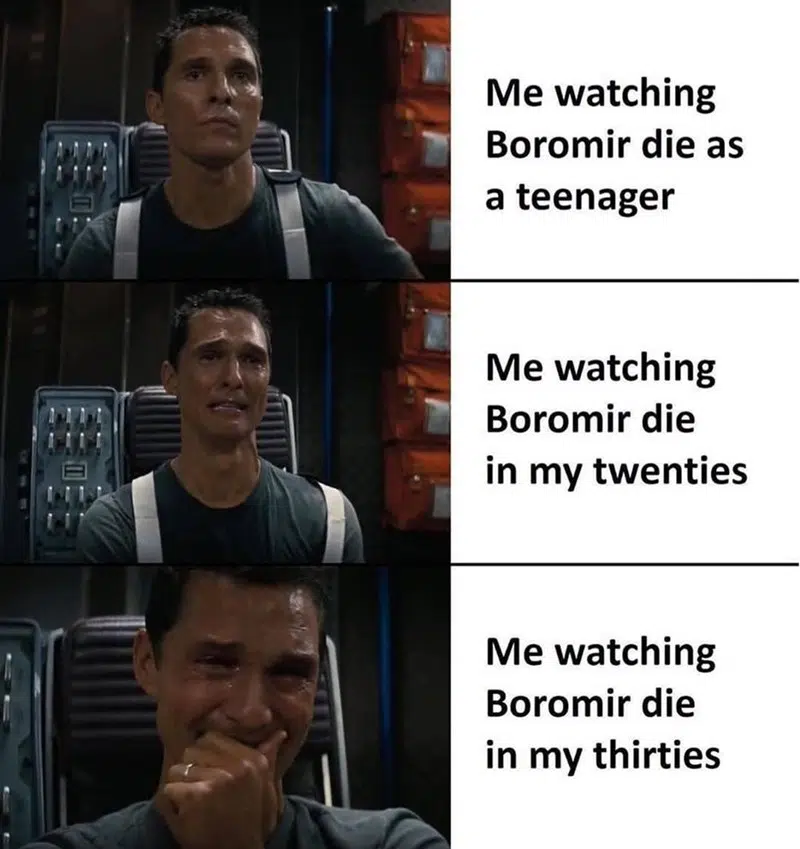 Me watching
Boromir die as
a teenager
Me watching
Boromir die
in my twenties
Me watching
Boromir die
in my thirties